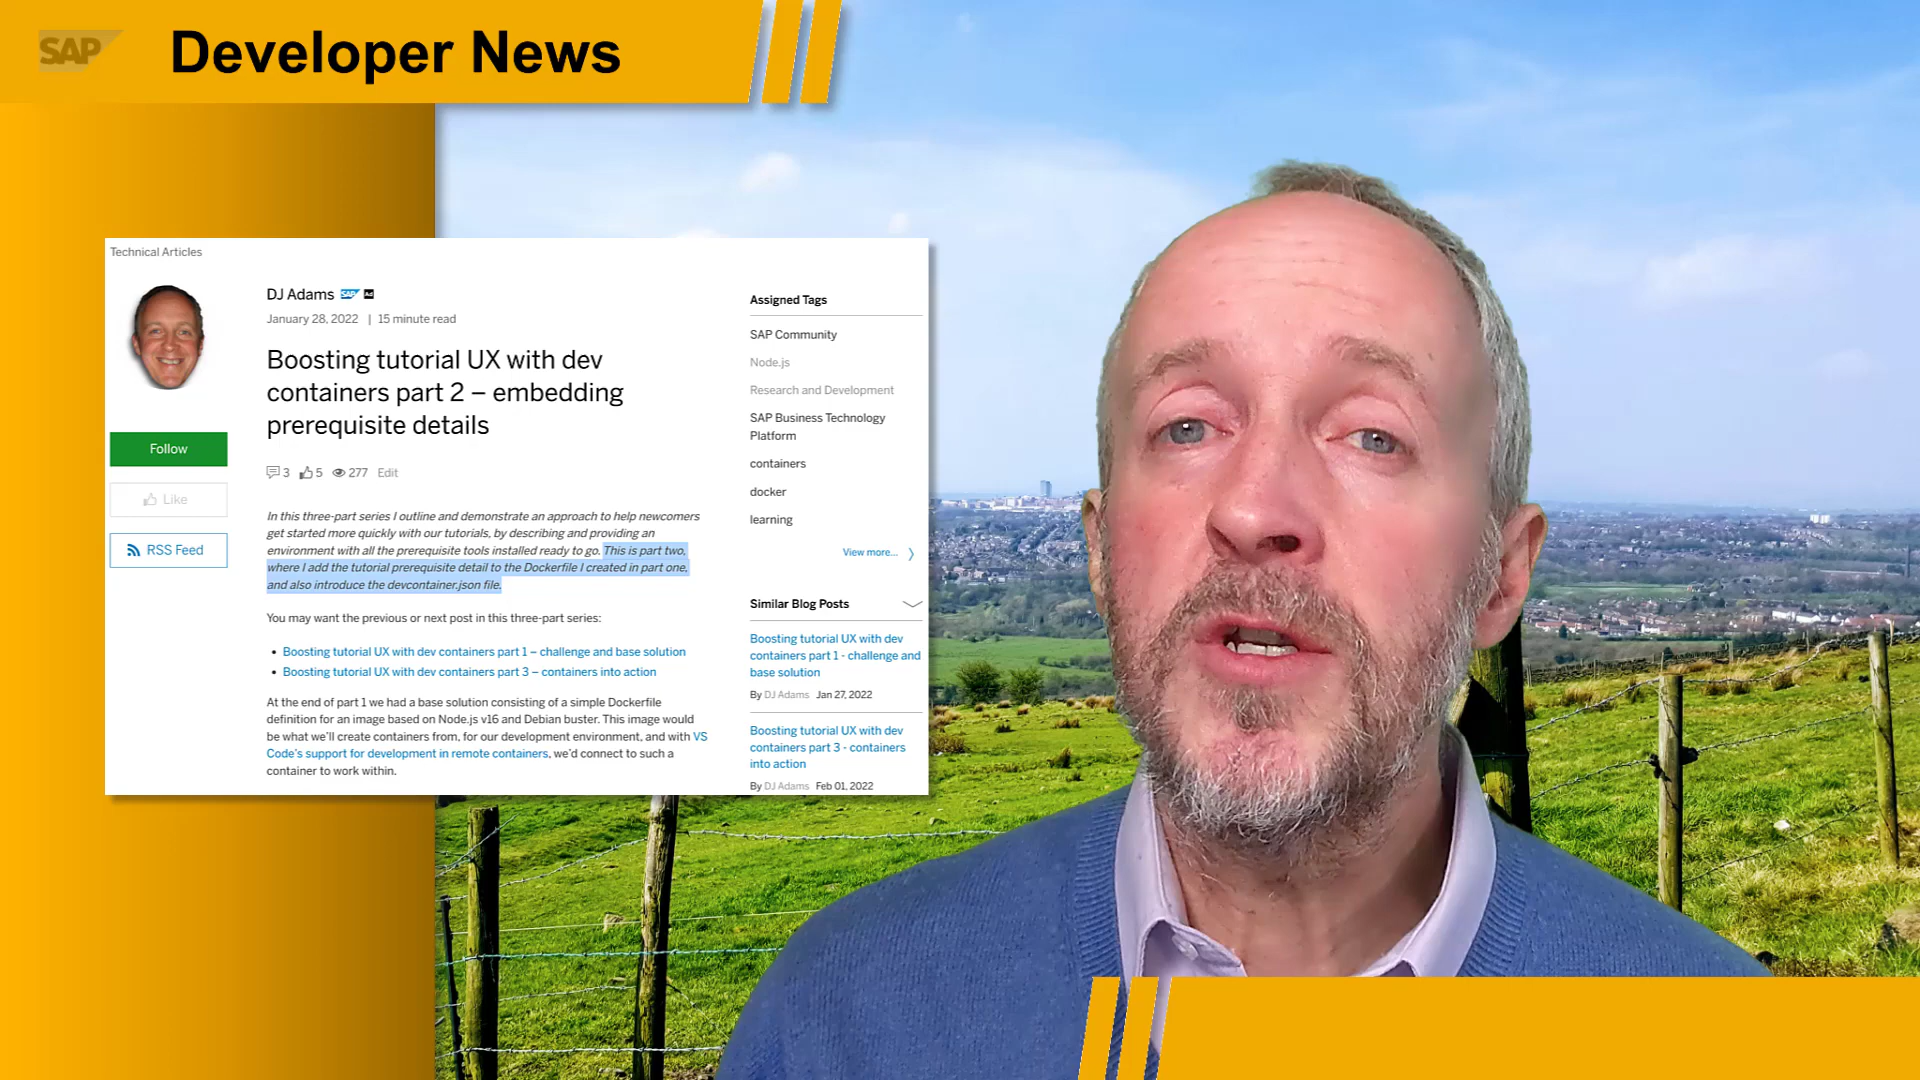 SAP
Developer News
Technical Articles
DJ Adams SAP
January 28, 2022 | 15 minute read
Boosting tutorial UX with dev
containers part 2 – embedding
prerequisite details
3 5 277 Edit
Follow
Like
RSS Feed
In this three-part series I outline and demonstrate an approach to help newcomers
get started more quickly with our tutorials, by describing and providing an
environment with all the prerequisite tools installed ready to go. This is part two,
where I add the tutorial prerequisite detail to the Dockerfile I created in part one,
and also introduce the devcontainer.json file.
You may want the previous or next post in this three-part series:
• Boosting tutorial UX with dev containers part 1 – challenge and base solution
• Boosting tutorial UX with dev containers part 3 – containers into action
At the end of part 1 we had a base solution consisting of a simple Dockerfile
definition for an image based on Node.js v16 and Debian buster. This image would
be what we'll create containers from, for our development environment, and with VS
Code's support for development in remote containers, we'd connect to such a
container to work within.
Assigned Tags
SAP Community
Node.js
Research and Development
SAP Business Technology
Platform
containers
docker
learning
View more...
Similar Blog Posts
Boosting tutorial UX with dev
containers part 1 - challenge and
base solution
By DJ Adams Jan 27, 2022
Boosting tutorial UX with dev
containers part 3 - containers
into action
By DJ Adams Feb 01, 2022